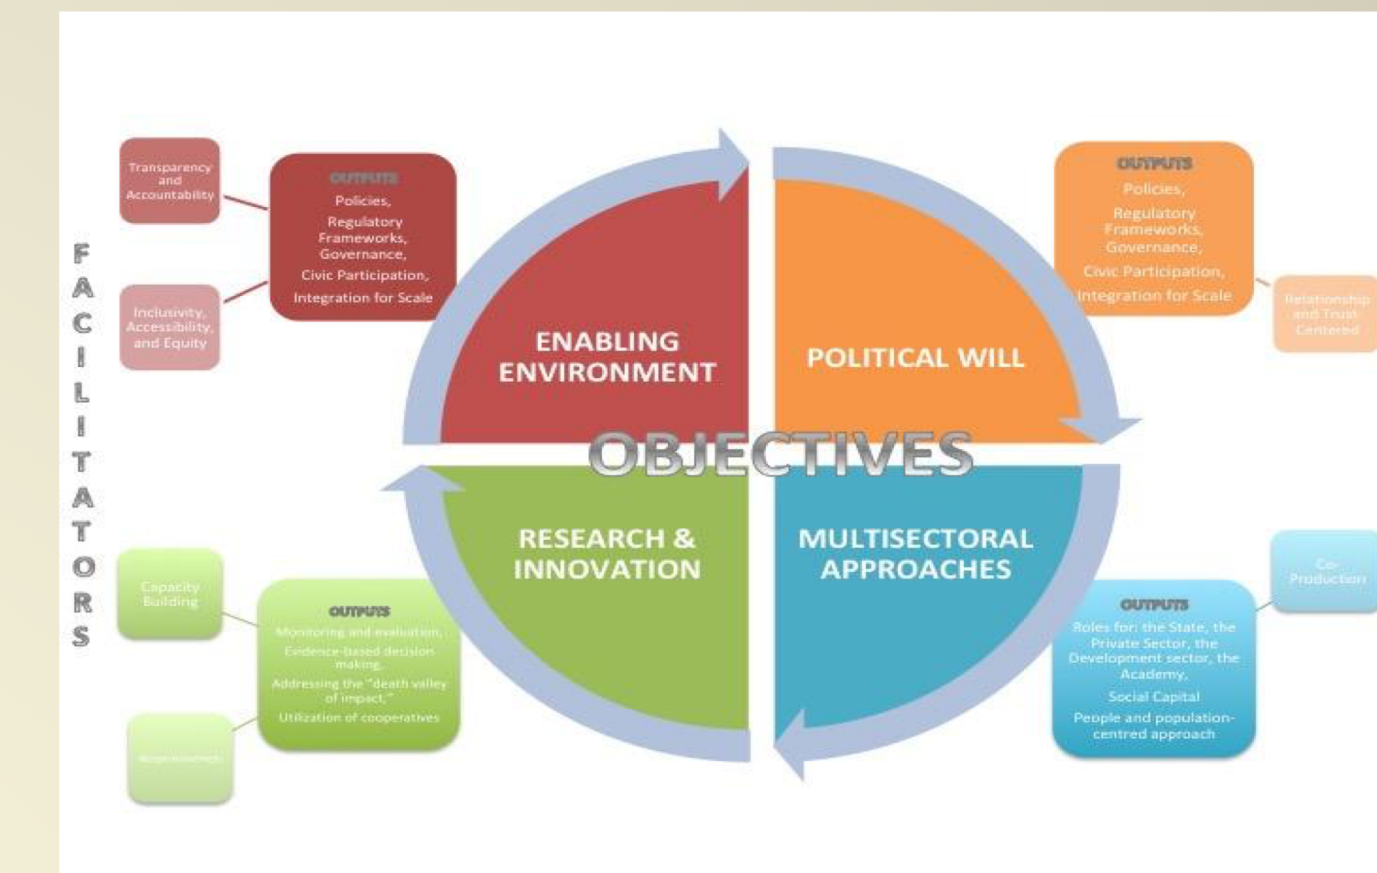 FACILITATORS
Transparency
and
Accountability
Inclusivity,
Accessibility,
and Equity
OUTPUTS
Policies,
Regulatory
Frameworks,
Governance,
Civic Participation,
Integration for Scale
ENABLING
ENVIRONMENT
POLITICAL WILL
OUTPUTS
Policies,
Regulatory
Frameworks,
Governance,
Civic Participation,
Integration for Scale
Relationship
and Trust-
Centered
OBJECTIVES
RESEARCH &
INNOVATION
MULTISECTORAL
APPROACHES
Capacity
Building
OUTPUTS
Monitoring and evaluation,
Evidence-based decision
making,
Addressing the "death valley
of impact,"
Utilization of cooperatives
OUTPUTS
Roles for: the State, the
Private Sector, the
Development sector, the
Academy,
Social Capital
People and population-
centred approach
Co-
Production